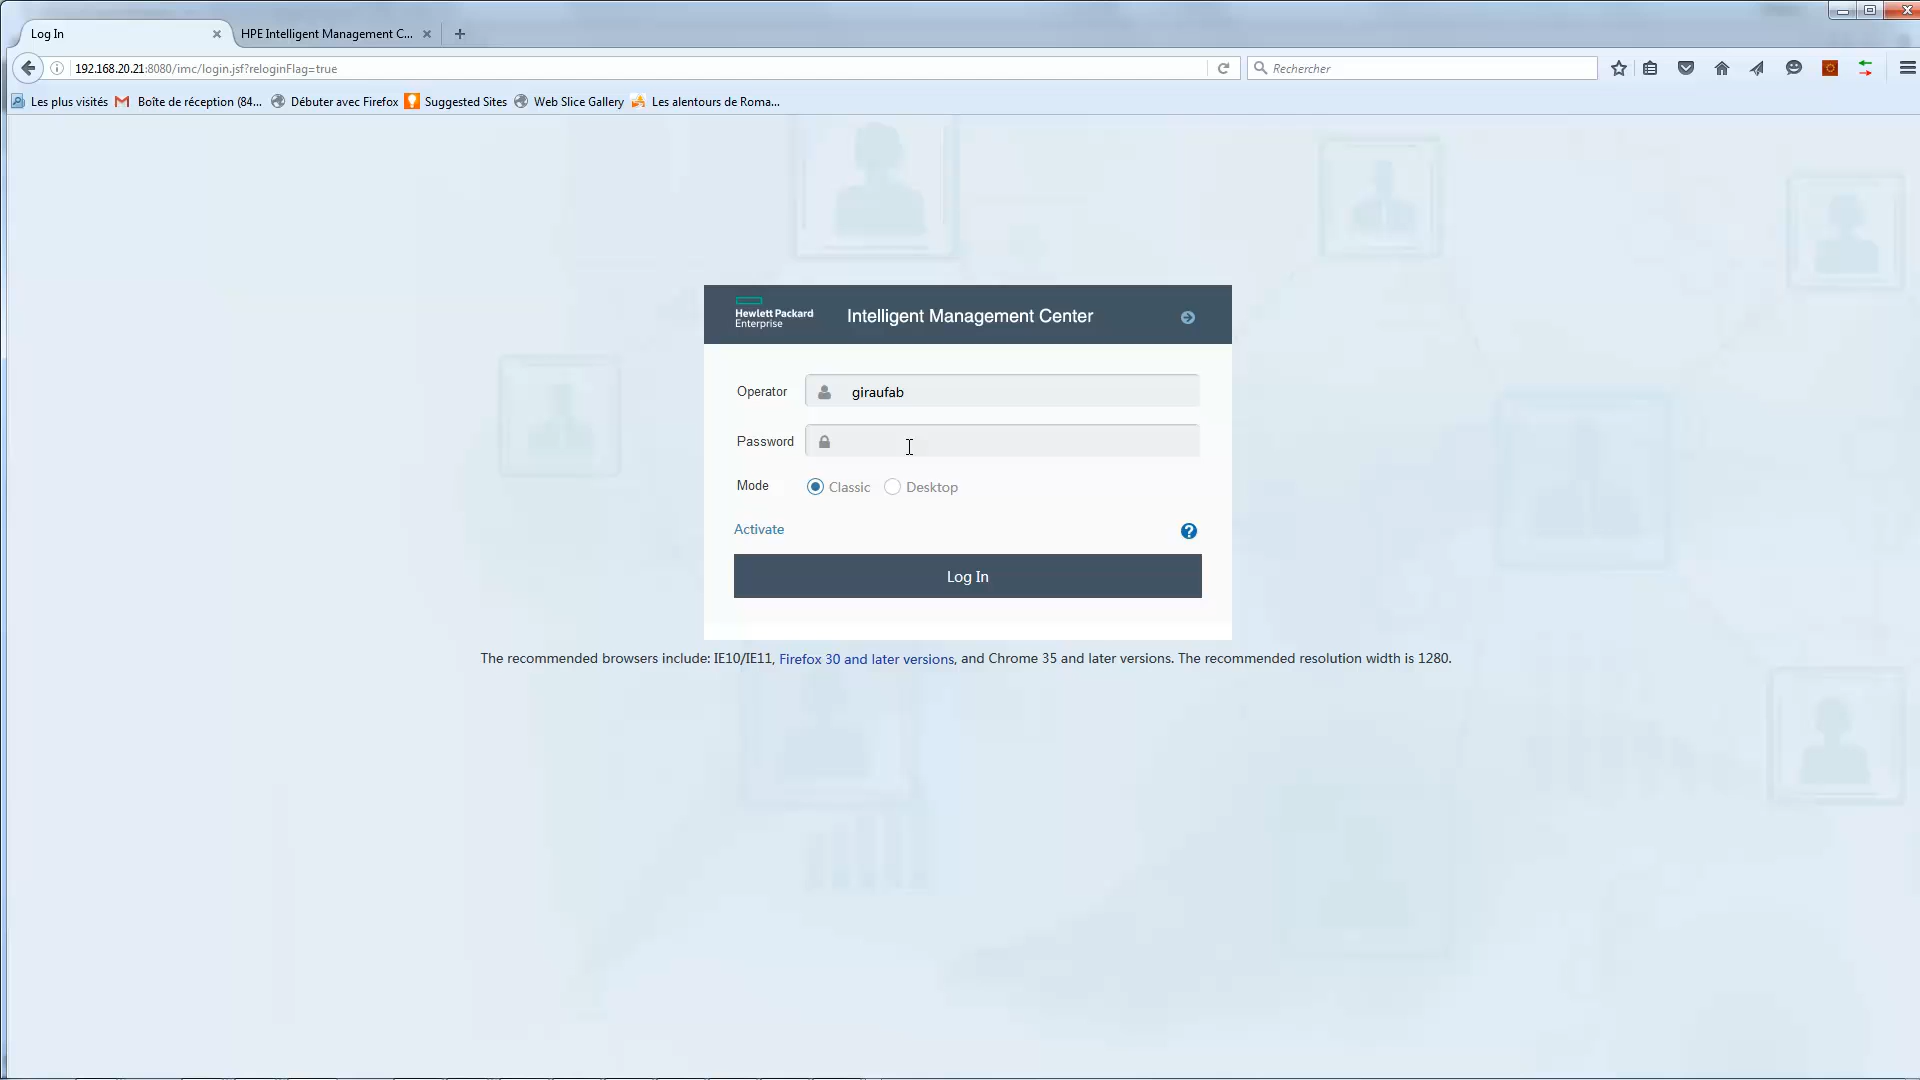 Log In
HPE Intelligent Management C...
192.168.20.21:8080/imc/login.jsf?reloginFlag=true
Rechercher
Les plus visités
Boîte de réception (84...
Débuter avec Firefox
Suggested Sites
Web Slice Gallery
Les alentours de Roma...
Hewlett Packard
Enterprise
Intelligent Management Center
Operator
giraufab
Password
Mode
Classic
Desktop
Activate
Log In
The recommended browsers include: IE10/IE11, Firefox 30 and later versions, and Chrome 35 and later versions. The recommended resolution width is 1280.